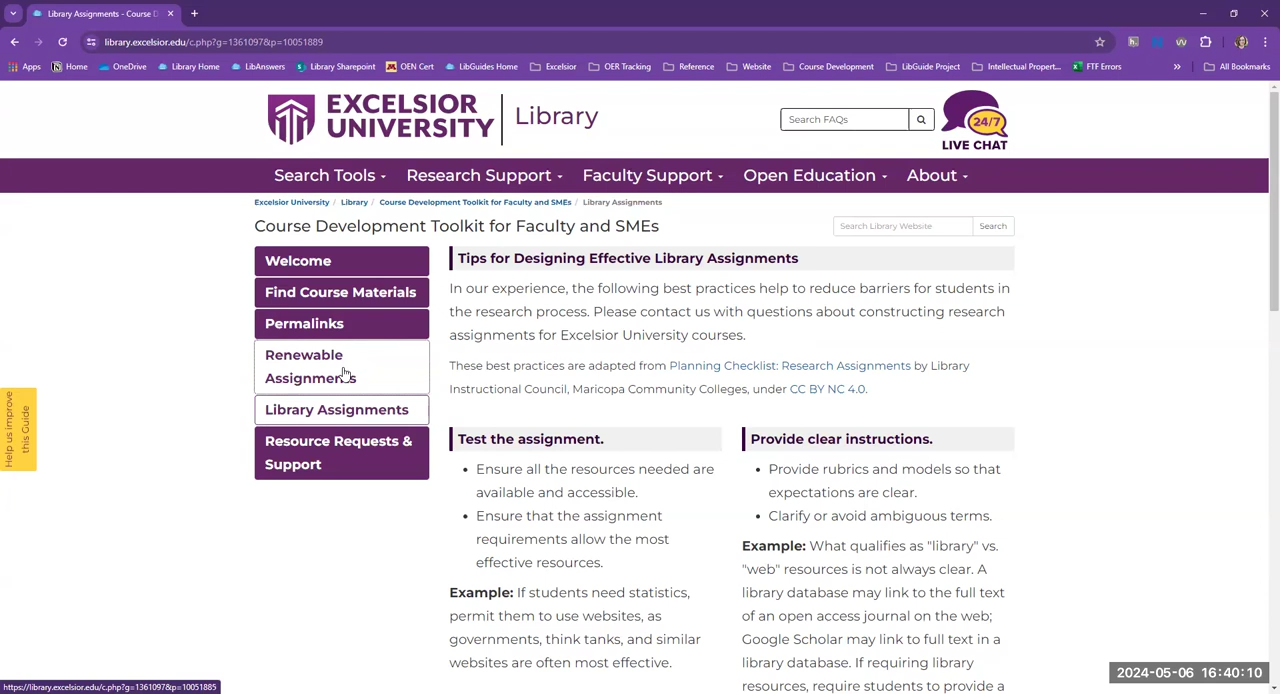 Library Assignments - Course D
library.excelsior.edu/c.php?g=1361097&p=10051889
Apps
Home
OneDrive
Library Home
LibAnswers
Library Sharepoint
OEN Cert
LibGuides Home
Excelsior
OER Tracking
Reference
Website
Course Development
LibGuide Project
Intellectual Propert...
FTF Errors
»
All Bookmarks
EXCELSIOR
UNIVERSITY
Library
Search FAQs
24/7
LIVE CHAT
Search Tools
Research Support
Faculty Support
Open Education
About
Excelsior University / Library / Course Development Toolkit for Faculty and SMEs / Library Assignments
Course Development Toolkit for Faculty and SMEs
Search Library Website
Search
Welcome
Find Course Materials
Permalinks
Renewable
Assignments
Library Assignments
Resource Requests &
Support
Help us improve
this Guide
Tips for Designing Effective Library Assignments
In our experience, the following best practices help to reduce barriers for students in
the research process. Please contact us with questions about constructing research
assignments for Excelsior University courses.
These best practices are adapted from Planning Checklist: Research Assignments by Library
Instructional Council, Maricopa Community Colleges, under CC BY NC 4.0.
Test the assignment.
• Ensure all the resources needed are
available and accessible.
• Ensure that the assignment
requirements allow the most
effective resources.
Example: If students need statistics,
permit them to use websites, as
governments, think tanks, and similar
websites are often most effective.
Provide clear instructions.
• Provide rubrics and models so that
expectations are clear.
• Clarify or avoid ambiguous terms.
Example: What qualifies as "library" vs.
"web" resources is not always clear. A
library database may link to the full text
of an open access journal on the web;
Google Scholar may link to full text in a
library database. If requiring library
resources, require students to provide a
https://library.excelsior.edu/c.php?g=1361097&p=10051885
2024-05-06 16:40:10